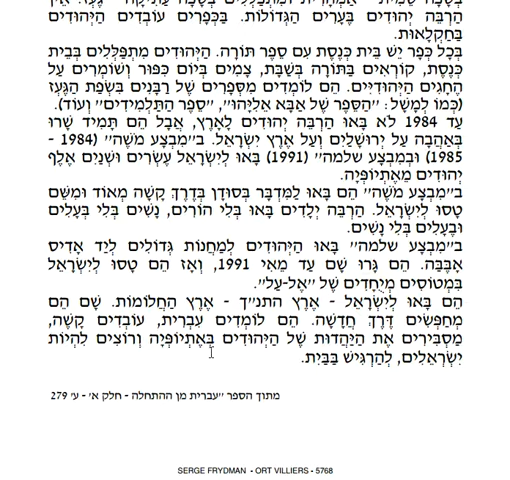 הַרְבֵּה יְהוּדִים בֶּעָרִים הַגְּדוֹלוֹת. בַּכְּפָרִים עוֹבְדִים הַיְּהוּדִים
בְּחַקְלָאוּת.
בְּכָל כְּפָר יֵשׁ בֵּית כְּנֶסֶת עִם סֵפֶר תּוֹרָה. הַיְּהוּדִים מִתְפַּלְּלִים בְּבֵית
כְּנֶסֶת, קוֹרְאִים בַּתּוֹרָה בְּשַׁבָּת, צָמִים בְּיוֹם כִּפּוּר וְשׁוֹמְרִים עַל
הַחַגִּים הַיְּהוּדִיִּים. הֵם לוֹמְדִים מִסְּפָרִים שֶׁל רַבָּנִים בִּשְׂפַת הַגֶּעֶז
(כְּמוֹ לְמָשָׁל: "הַסֵּפֶר שֶׁל אַבָּא אֵלִיָּהוּ", "סֵפֶר הַתַּלְמִידִים" וְעוֹד).
עַד 1984 לֹא בָּאוּ הַרְבֵּה יְהוּדִים לָאָרֶץ, אֲבָל הֵם תָּמִיד שָׁרוּ
בְּאַהֲבָה עַל יְרוּשָׁלַיִם וְעַל אֶרֶץ יִשְׂרָאֵל. בְּ"מִבְצַע מֹשֶׁה" (1984 -
1985) וּבְמִבְצַע שְׁלֹמֹה" (1991) בָּאוּ לְיִשְׂרָאֵל עֶשְׂרִים וּשְׁנַיִם אֶלֶף
יְהוּדִים מֵאֶתְיוֹפְּיָה.
בְּ"מִבְצַע מֹשֶׁה" הֵם בָּאוּ לַמִּדְבָּר בְּסוּדָן בְּדֶרֶךְ קָשָׁה מְאוֹד וּמִשָּׁם
טָסוּ לְיִשְׂרָאֵל. הַרְבֵּה יְלָדִים בָּאוּ בְּלִי הוֹרִים, נָשִׁים בְּלִי בְּעָלִים
וּבְעָלִים בְּלִי נָשִׁים.
בְּ"מִבְצַע שְׁלֹמֹה" בָּאוּ הַיְּהוּדִים לְמַחֲנוֹת גְּדוֹלִים לְיַד אָדִיס
אָבָּבָה. הֵם גָּרוּ שָׁם עַד מַאִי 1991, וְאָז הֵם טָסוּ לְיִשְׂרָאֵל
בִּמְטוֹסִים מְיֻחָדִים שֶׁל "אֶל-עַל".
הֵם בָּאוּ לְיִשְׂרָאֵל - אֶרֶץ הַתנ"ך - אֶרֶץ הַחֲלוֹמוֹת. שָׁם הֵם
מְחַפְּשִׂים דֶּרֶךְ חֲדָשָׁה. הֵם לוֹמְדִים עִבְרִית, עוֹבְדִים קָשֶׁה,
מַסְבִּירִים אֶת הַיַּהֲדוּת שֶׁל הַיְּהוּדִים בְּאֶתְיוֹפְּיָה וְרוֹצִים לִהְיוֹת
יִשְׂרְאֵלִים, לְהַרְגִּישׁ בַּבַּיִת.
מתוך הספר "עברית מן ההתחלה - חלק א' - ע' 279
SERGE FRYDMAN - ORT VILLIERS - 5768